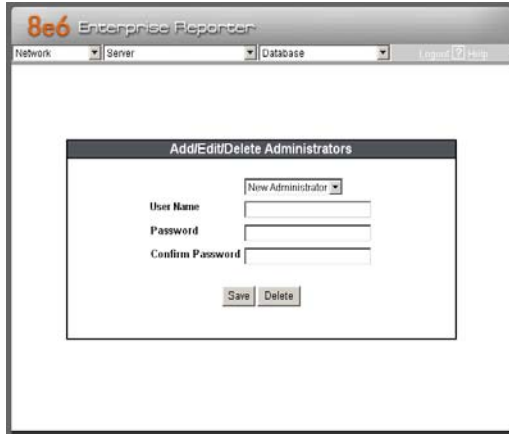 8e6 Enterprise Reporter
Network Server Database Logout ? Help
Add/Edit/Delete Administrators
New Administrator
User Name
Password
Confirm Password
Save Delete